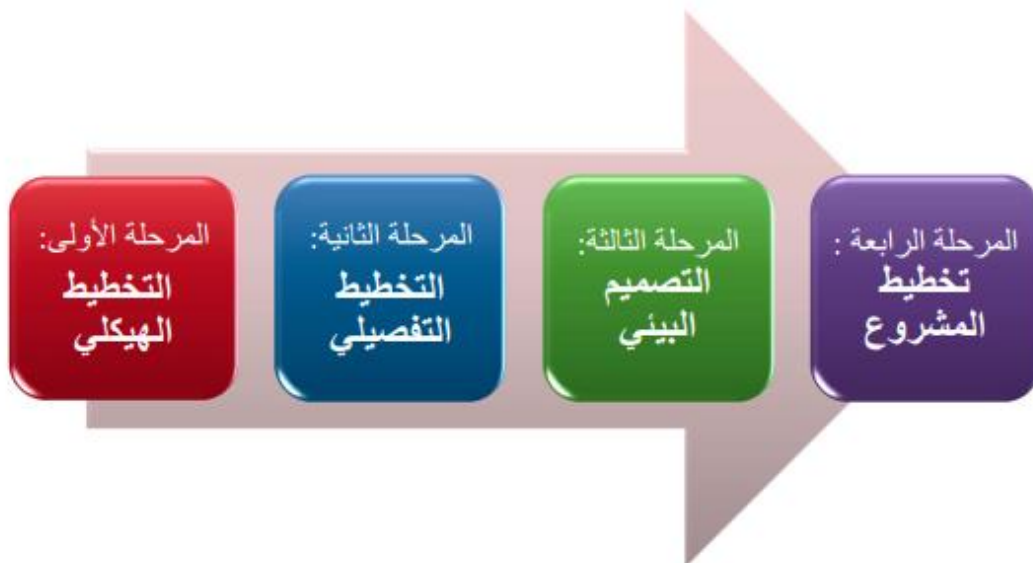 المرحلة الأولى:
التخطيط
الهيكلي
المرحلة الثانية:
التخطيط
التفصيلي
المرحلة الثالثة:
التصميم
البيئي
المرحلة الرابعة :
تخطيط
المشروع